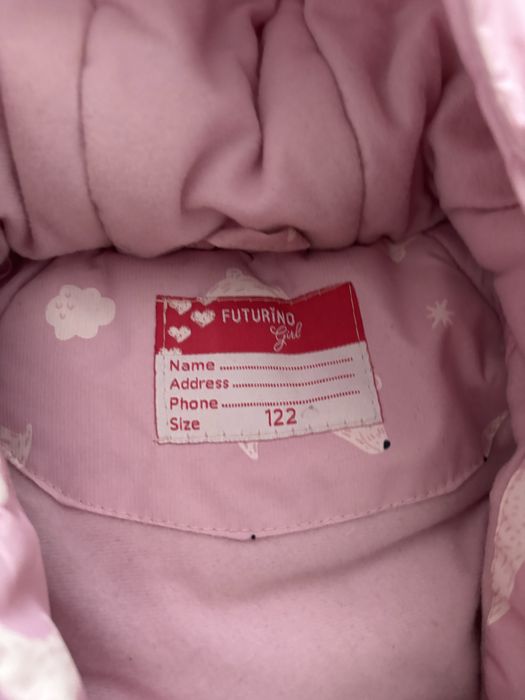 FUTURINO
Girl
Name
Address
Phone
Size 122